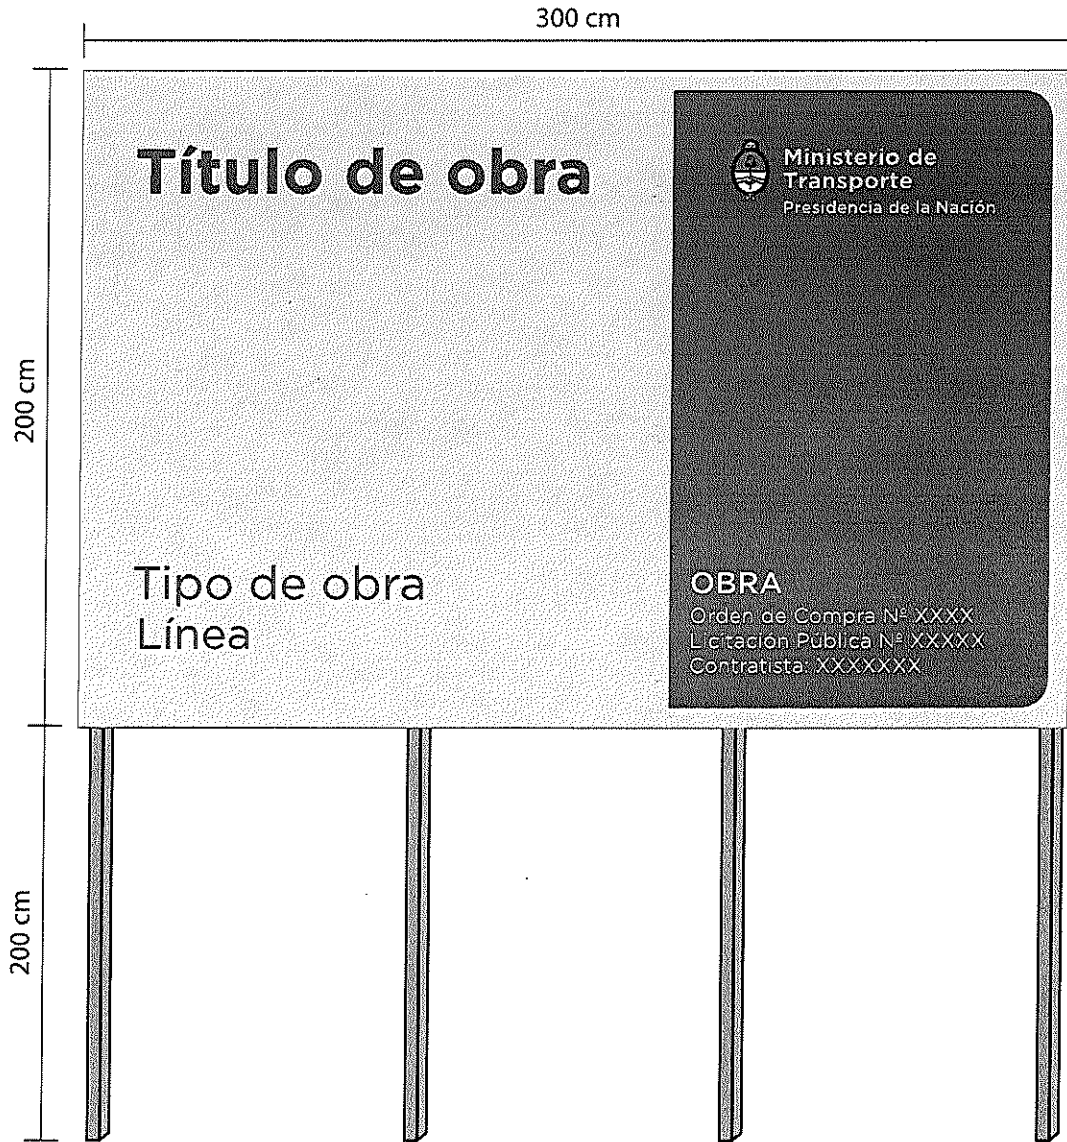 300 cm
200 cm
Título de obra
Ministerio de
Transporte
Presidencia de la Nación
Tipo de obra
Línea
OBRA
Orden de Compra Nº XXXX
Licitación Pública Nº XXXXX
Contratista: XXXXXXX
200 cm